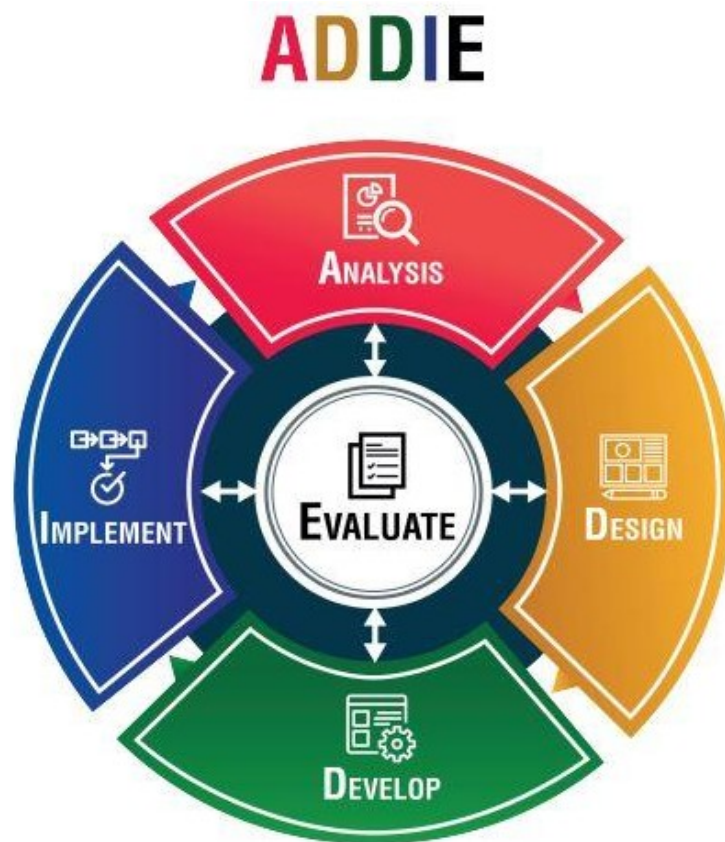 ADDIE
ANALYSIS
DESIGN
DEVELOP
IMPLEMENT
EVALUATE